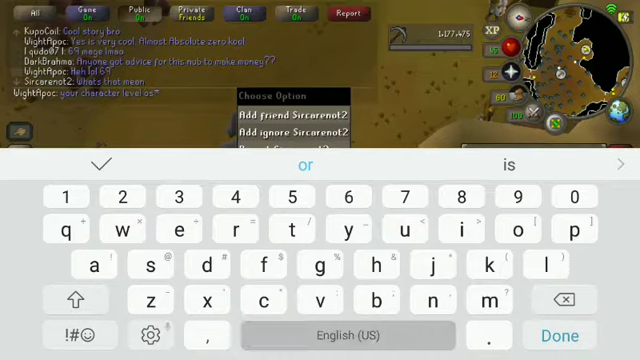 All
Game
On
Public
On
Private
Friends
Clan
On
Trade
On
Report
KupoCoil: Cool story bro
WightApoc: Yes is very cool. Almost Absolute zero kool
Lgudo071: 69 mage lmaa
DarkBrahma: Anyone got advice for this nub to make money??
WightApoc: Heh lol 69
Sircarenot2: Whats that mean
WightApoc: your character level os*
XP
1,177,475
60
100
Choose Option
Add friend Sircarenot2
Add ignore Sircarenot2
or
is
1 2 3 4 5 6 7 8 9 0
q w e r t y u i o p
a s d f g h j k l
z x c v b n m
!#☺ , English (US) . Done